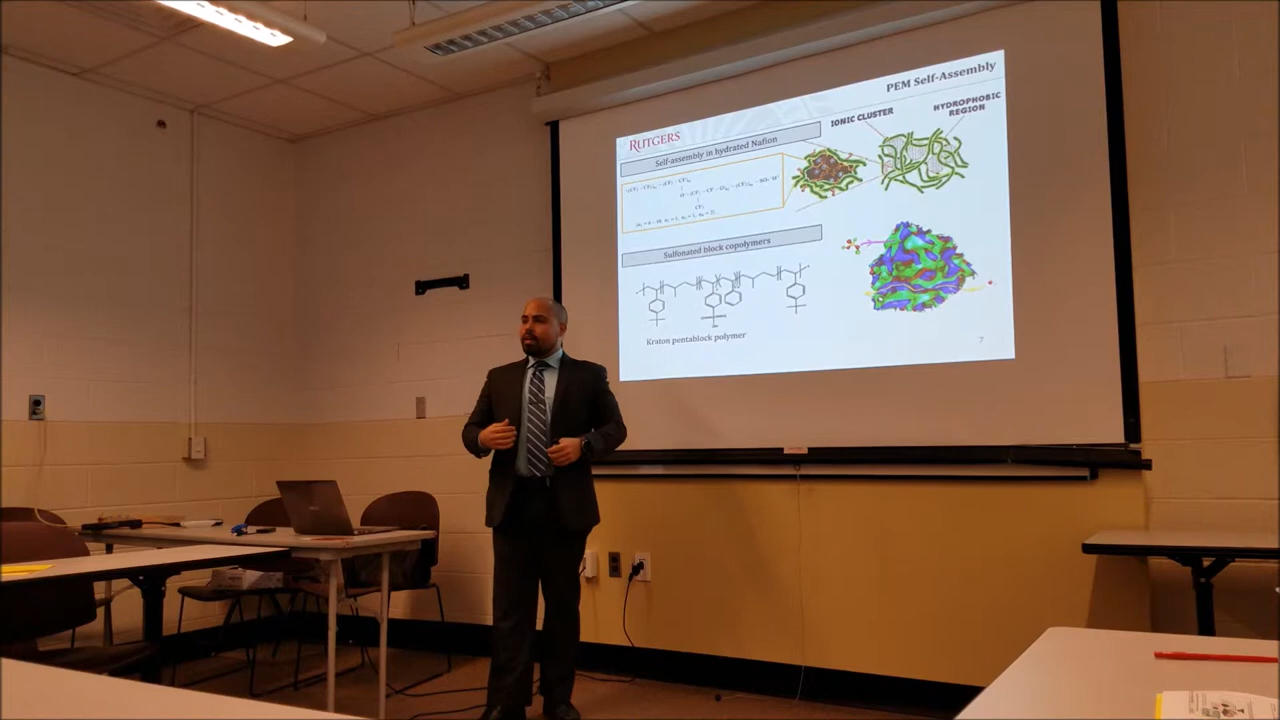 PEM Self-Assembly
RUTGERS
IONIC CLUSTER
HYDROPHOBIC
REGION
Self-assembly in hydrated Nafion
Sulfonated block copolymers
Kraton pentablock polymer
7